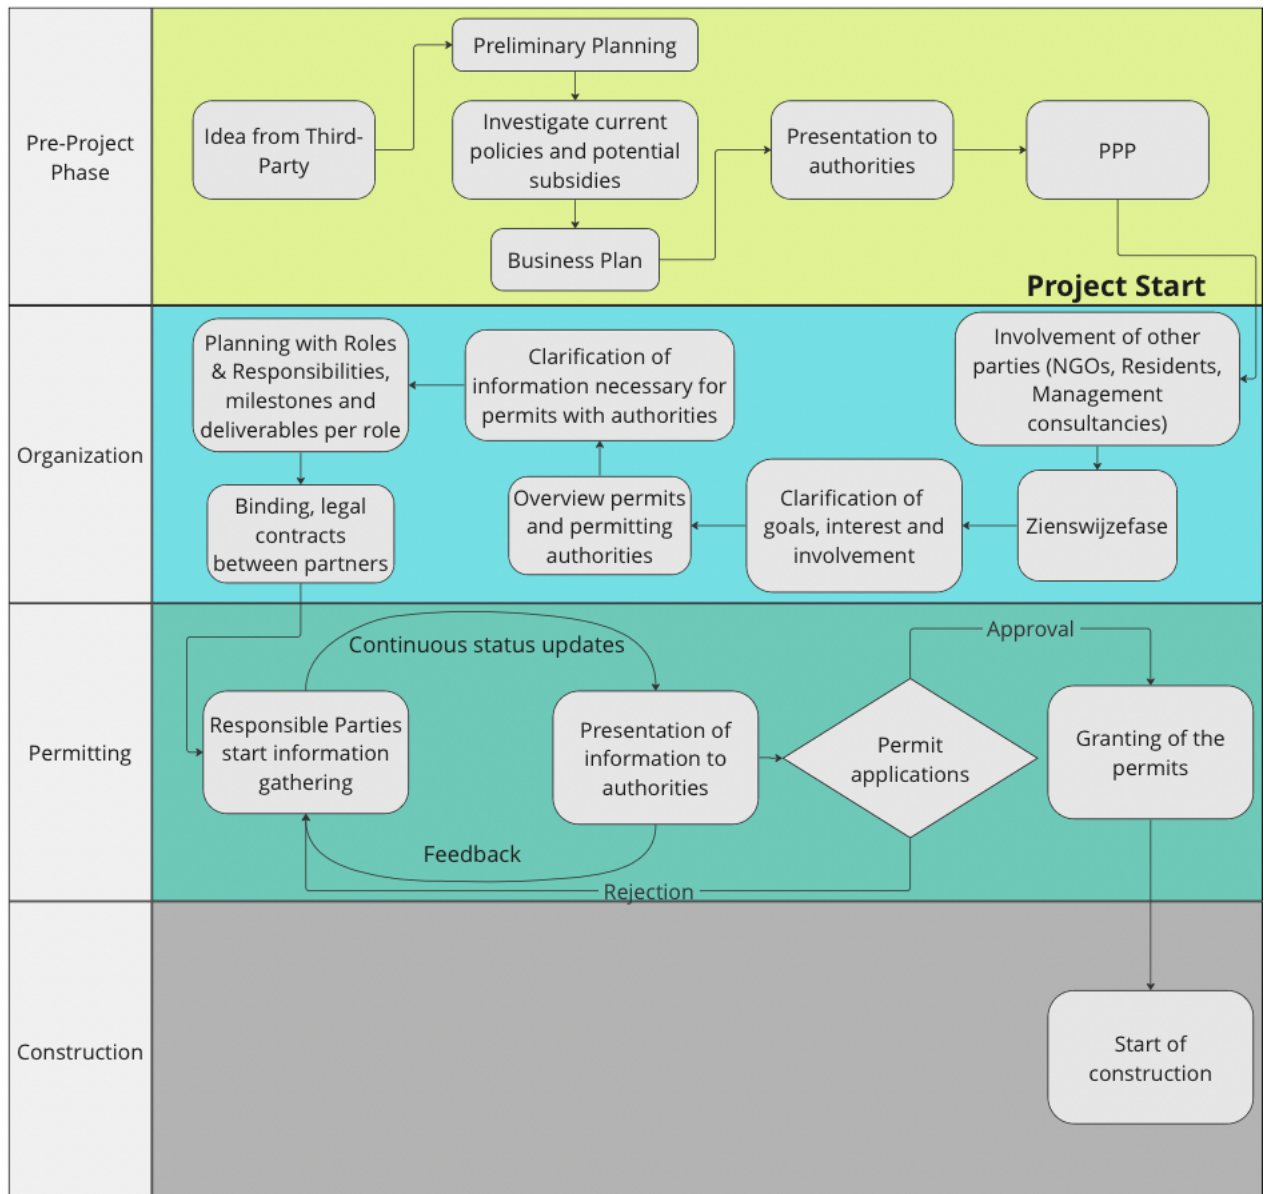 Pre-Project
Phase
Idea from Third-
Party
Preliminary Planning
Investigate current
policies and potential
subsidies
Business Plan
Presentation to
authorities
PPP
Project Start
Organization
Involvement of other
parties (NGOs, Residents,
Management
consultancies)
Zienswijzefase
Clarification of
goals, interest and
involvement
Overview permits
and permitting
authorities
Clarification of
information necessary for
permits with authorities
Planning with Roles
& Responsibilities,
milestones and
deliverables per role
Binding, legal
contracts
between partners
Permitting
Responsible Parties
start information
gathering
Continuous status updates
Presentation of
information to
authorities
Feedback
Permit
applications
Approval
Rejection
Granting of the
permits
Construction
Start of
construction